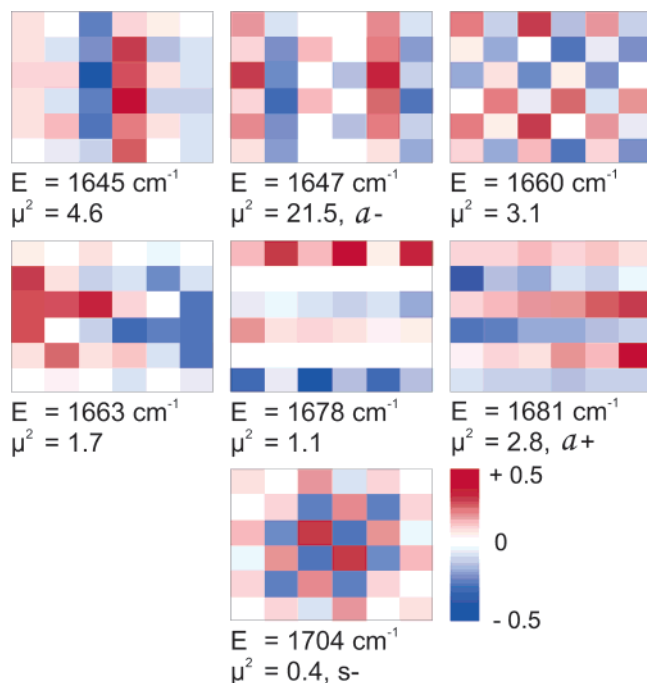 E = 1645 cm⁻¹
μ² = 4.6
E = 1647 cm⁻¹
μ² = 21.5, a-
E = 1660 cm⁻¹
μ² = 3.1
E = 1663 cm⁻¹
μ² = 1.7
E = 1678 cm⁻¹
μ² = 1.1
E = 1681 cm⁻¹
μ² = 2.8, a+
+ 0.5
0
- 0.5
E = 1704 cm⁻¹
μ² = 0.4, s-